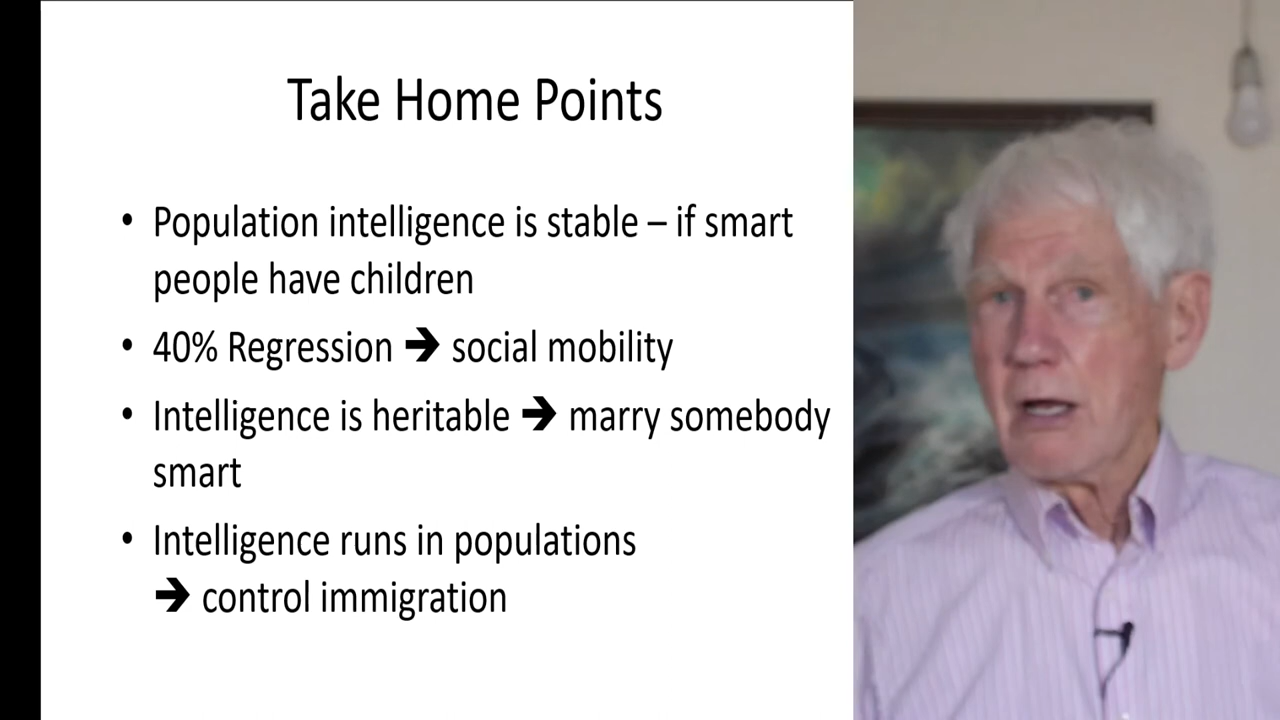 Take Home Points
• Population intelligence is stable – if smart
people have children
• 40% Regression ➔ social mobility
• Intelligence is heritable ➔ marry somebody
smart
• Intelligence runs in populations
➔ control immigration